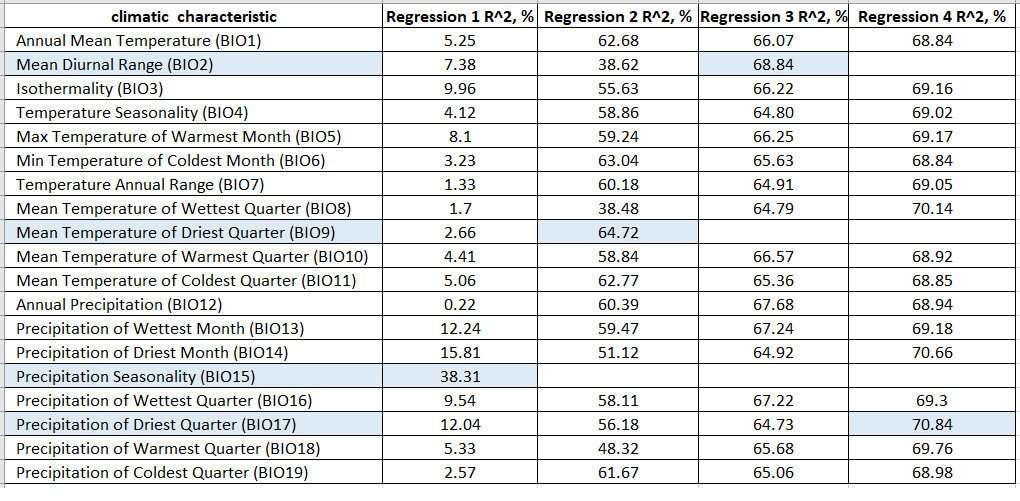 climatic characteristic Regression 1 R^2, % Regression 2 R^2, % Regression 3 R^2, % Regression 4 R^2, %
Annual Mean Temperature (BIO1) 5.25 62.68 66.07 68.84
Mean Diurnal Range (BIO2) 7.38 38.62 68.84
Isothermality (BIO3) 9.96 55.63 66.22 69.16
Temperature Seasonality (BIO4) 4.12 58.86 64.80 69.02
Max Temperature of Warmest Month (BIO5) 8.1 59.24 66.25 69.17
Min Temperature of Coldest Month (BIO6) 3.23 63.04 65.63 68.84
Temperature Annual Range (BIO7) 1.33 60.18 64.91 69.05
Mean Temperature of Wettest Quarter (BIO8) 1.7 38.48 64.79 70.14
Mean Temperature of Driest Quarter (BIO9) 2.66 64.72
Mean Temperature of Warmest Quarter (BIO10) 4.41 58.84 66.57 68.92
Mean Temperature of Coldest Quarter (BIO11) 5.06 62.77 65.36 68.85
Annual Precipitation (BIO12) 0.22 60.39 67.68 68.94
Precipitation of Wettest Month (BIO13) 12.24 59.47 67.24 69.18
Precipitation of Driest Month (BIO14) 15.81 51.12 64.92 70.66
Precipitation Seasonality (BIO15) 38.31
Precipitation of Wettest Quarter (BIO16) 9.54 58.11 67.22 69.3
Precipitation of Driest Quarter (BIO17) 12.04 56.18 64.73 70.84
Precipitation of Warmest Quarter (BIO18) 5.33 48.32 65.68 69.76
Precipitation of Coldest Quarter (BIO19) 2.57 61.67 65.06 68.98